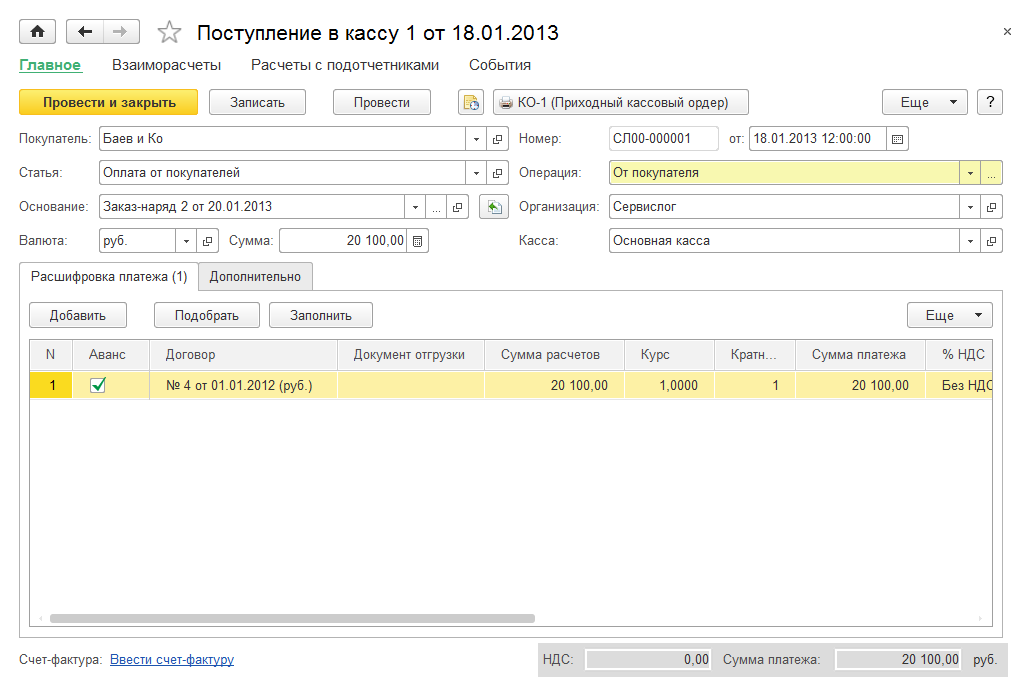 Поступление в кассу 1 от 18.01.2013
Главное Взаиморасчеты Расчеты с подотчетниками События
Провести и закрыть Записать Провести КО-1 (Приходный кассовый ордер) Еще ?
Покупатель: Баев и Ко Номер: СЛ00-000001 от: 18.01.2013 12:00:00
Статья: Оплата от покупателей Операция: От покупателя ...
Основание: Заказ-наряд 2 от 20.01.2013 ... Организация: Сервислог
Валюта: руб. Сумма: 20 100,00 Касса: Основная касса
Расшифровка платежа (1) Дополнительно
Добавить Подобрать Заполнить Еще
N Аванс Договор Документ отгрузки Сумма расчетов Курс Кратн... Сумма платежа % НДС
1 № 4 от 01.01.2012 (руб.) 20 100,00 1,0000 1 20 100,00 Без НДС
Счет-фактура: Ввести счет-фактуру НДС: 0,00 Сумма платежа: 20 100,00 руб.